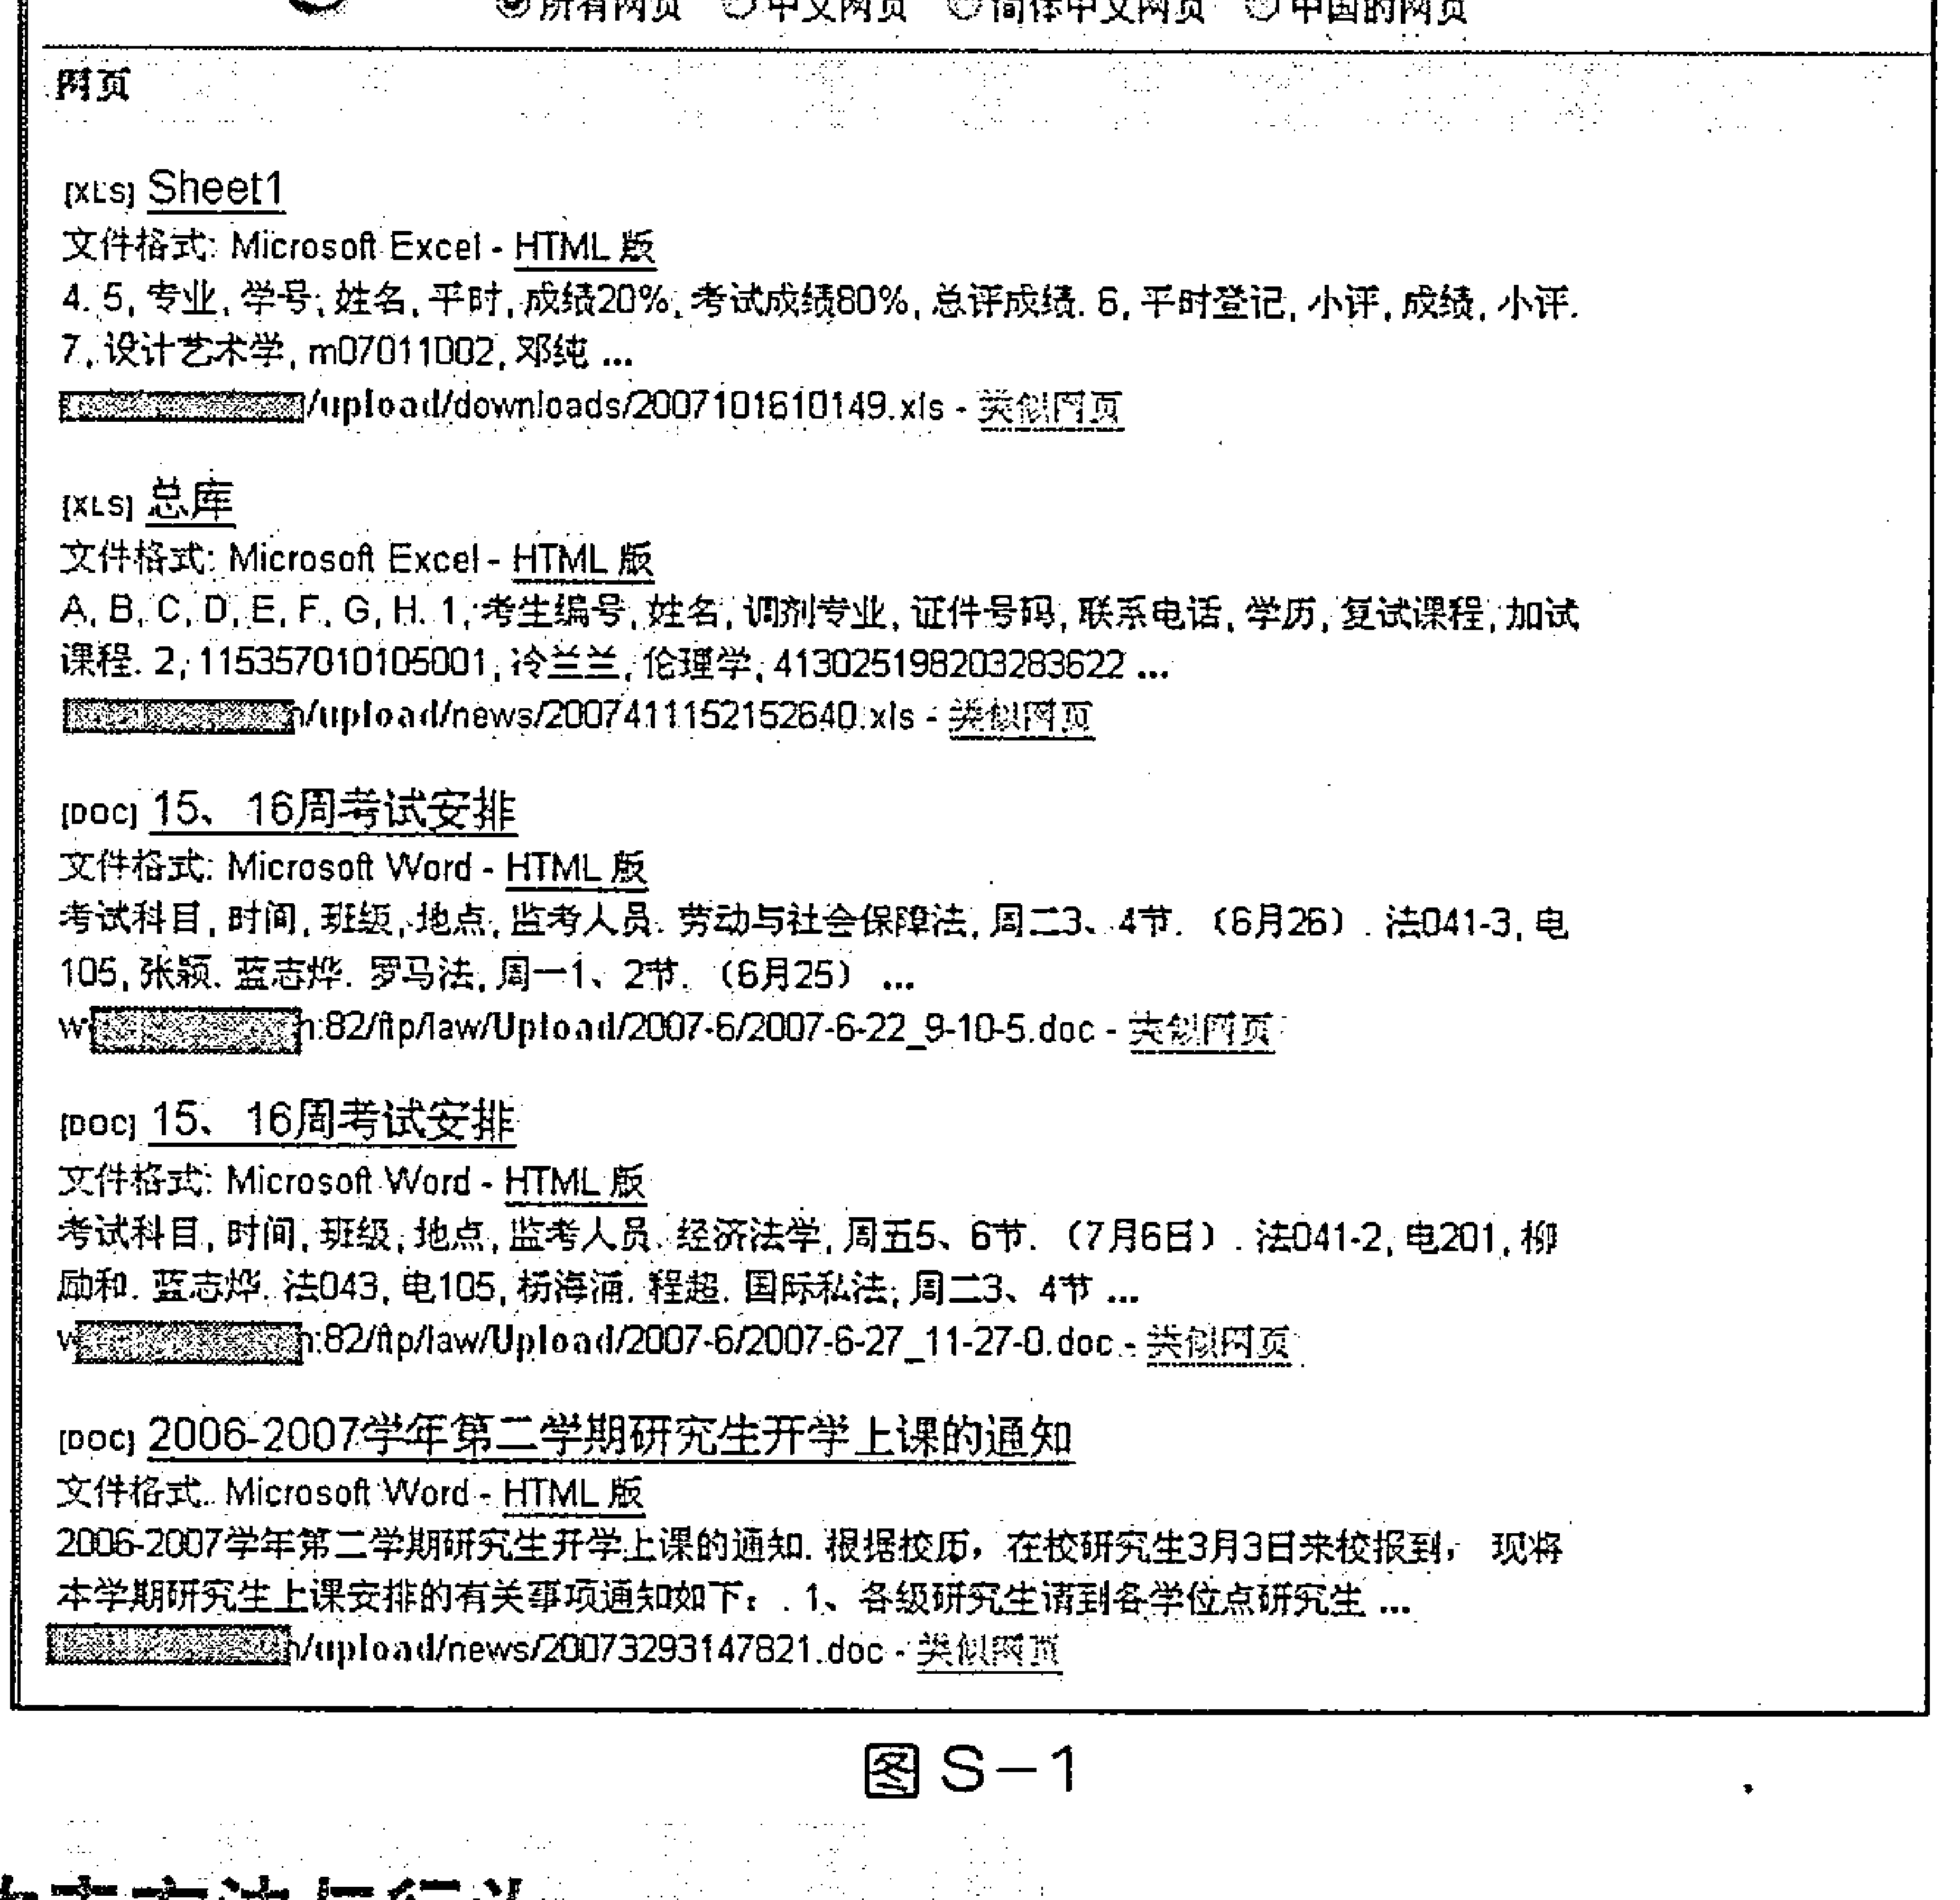 所有网页 中文网页 简体中文网页 中国的网页
网页
[XLS] Sheet1
文件格式: Microsoft Excel - HTML 版
4. 5, 专业, 学号, 姓名, 平时, 成绩20%, 考试成绩80%, 总评成绩. 6, 平时登记, 小评, 成绩, 小评.
7, 设计艺术学, m07011002, 邓纯 ...
/upload/downloads/2007101610149.xls - 类似网页
[XLS] 总库
文件格式: Microsoft Excel - HTML 版
A, B, C, D, E, F, G, H. 1, 考生编号, 姓名, 调剂专业, 证件号码, 联系电话, 学历, 复试课程, 加试
课程. 2, 115357010105001, 冷兰兰, 伦理学, 413025198203283622 ...
n/upload/news/2007411152152640.xls - 类似网页
[DOC] 15、16周考试安排
文件格式: Microsoft Word - HTML 版
考试科目, 时间, 班级, 地点, 监考人员. 劳动与社会保障法, 周二3、4节. (6月26) . 法041-3, 电
105, 张颖. 蓝志烨. 罗马法, 周一1、2节. (6月25) ...
w n:82/ftp/law/Upload/2007-6/2007-6-22_9-10-5.doc - 类似网页
[DOC] 15、16周考试安排
文件格式: Microsoft Word - HTML 版
考试科目, 时间, 班级, 地点, 监考人员. 经济法学, 周五5、6节. (7月6日) . 法041-2, 电201, 柳
励和. 蓝志烨. 法043, 电105, 杨海涌. 程超. 国际私法, 周二3、4节 ...
w n:82/ftp/law/Upload/2007-6/2007-6-27_11-27-0.doc - 类似网页
[DOC] 2006-2007学年第二学期研究生开学上课的通知
文件格式: Microsoft Word - HTML 版
2006-2007学年第二学期研究生开学上课的通知. 根据校历，在校研究生3月3日来校报到， 现将
本学期研究生上课安排的有关事项通知如下：. 1、各级研究生请到各学位点研究生 ...
n/upload/news/20073293147821.doc - 类似网页
图 S-1